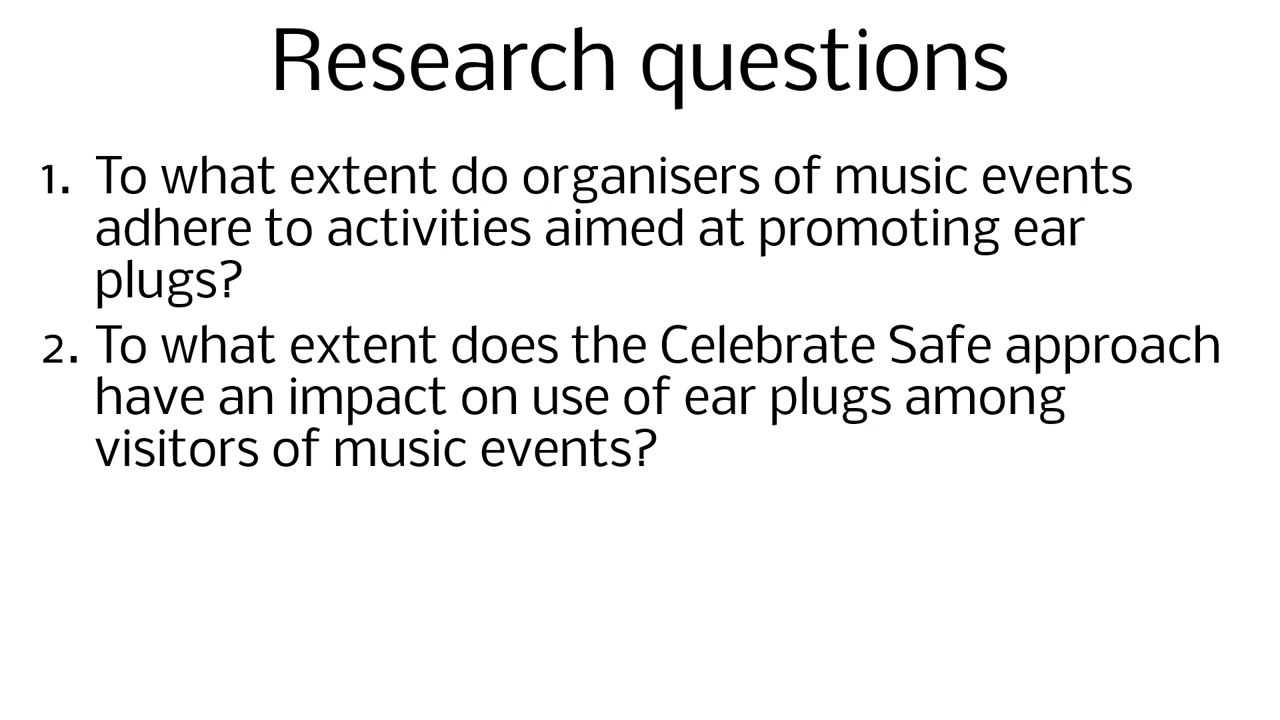 Research questions
1. To what extent do organisers of music events
adhere to activities aimed at promoting ear
plugs?
2. To what extent does the Celebrate Safe approach
have an impact on use of ear plugs among
visitors of music events?